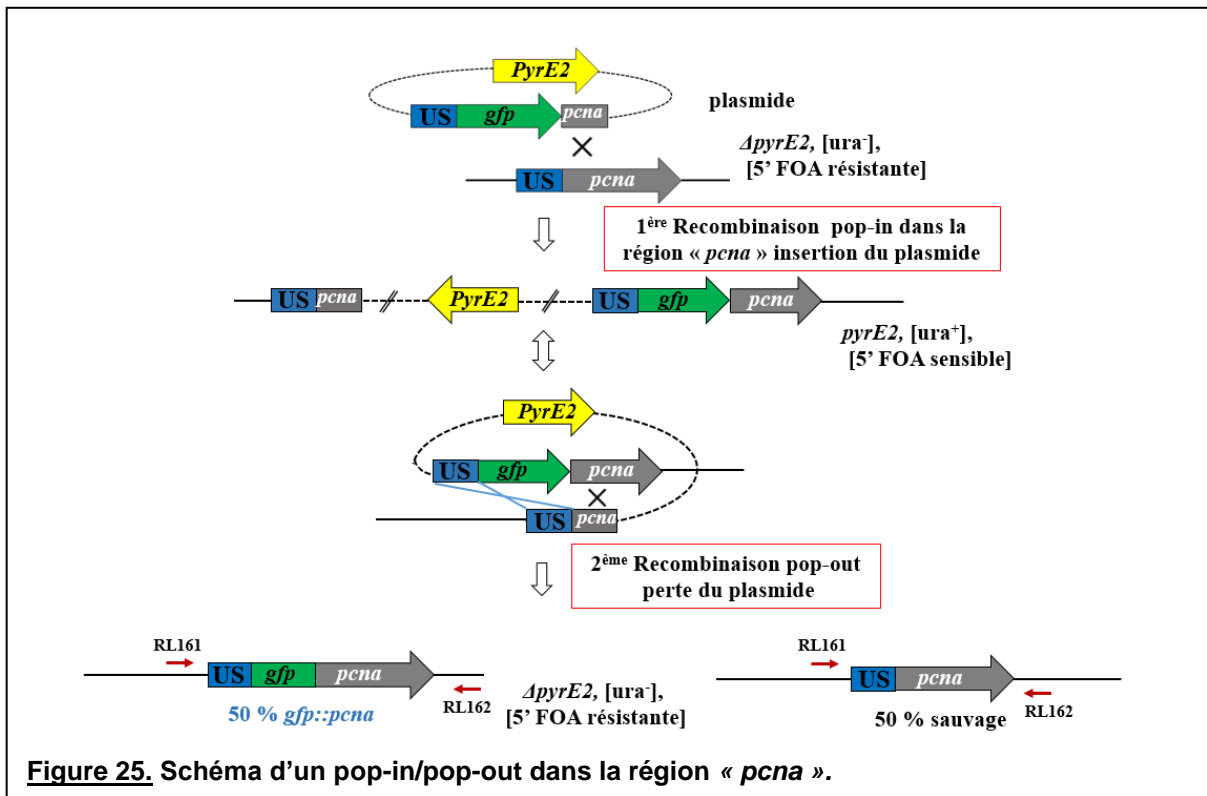 PyrE2
US gfp pcna
plasmide
ΔpyrE2, [ura-],
[5' FOA résistante]
US pcna
1ère Recombinaison pop-in dans la
région « pcna » insertion du plasmide
US pcna PyrE2 US gfp pcna
pyrE2, [ura+],
[5' FOA sensible]
PyrE2
US gfp pcna
US pcna
2ème Recombinaison pop-out
perte du plasmide
RL161
US gfp pcna
RL162
50 % gfp::pcna
ΔpyrE2, [ura-],
[5' FOA résistante]
RL161
US pcna
RL162
50 % sauvage
Figure 25. Schéma d'un pop-in/pop-out dans la région « pcna ».